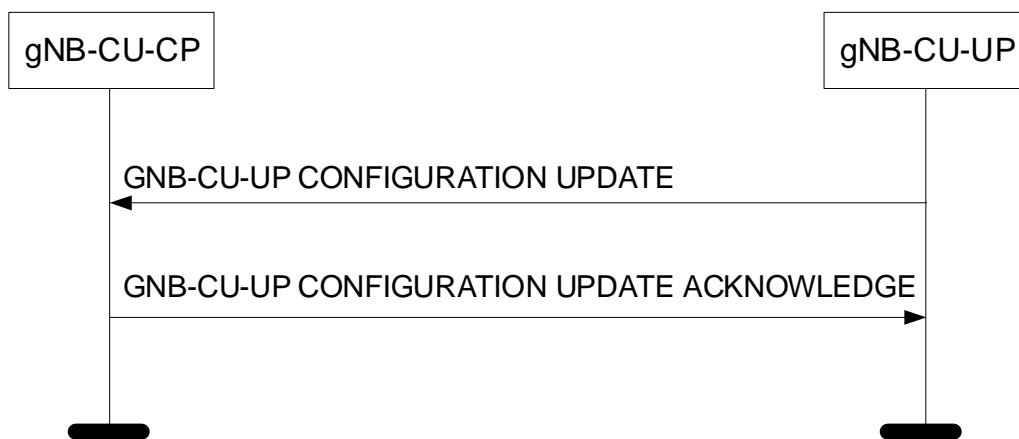 gNB-CU-CP
gNB-CU-UP
GNB-CU-UP CONFIGURATION UPDATE
GNB-CU-UP CONFIGURATION UPDATE ACKNOWLEDGE